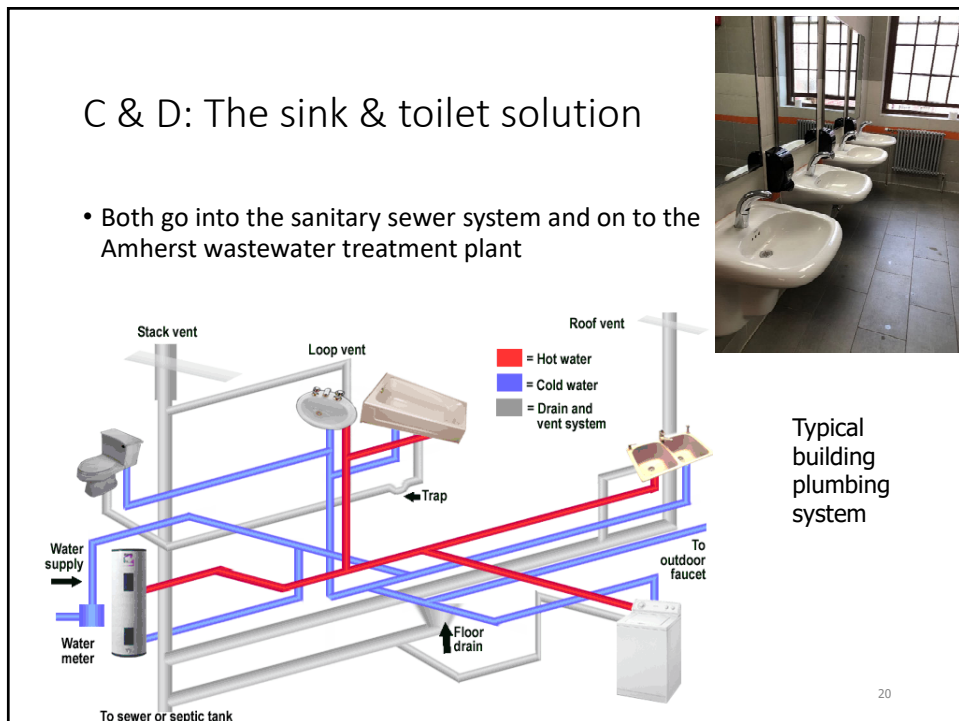 C & D: The sink & toilet solution
• Both go into the sanitary sewer system and on to the
Amherst wastewater treatment plant
Stack vent
Loop vent
Roof vent
= Hot water
= Cold water
= Drain and
vent system
Trap
Water
supply
Water
meter
Floor
drain
To
outdoor
faucet
To sewer or septic tank
Typical
building
plumbing
system
20